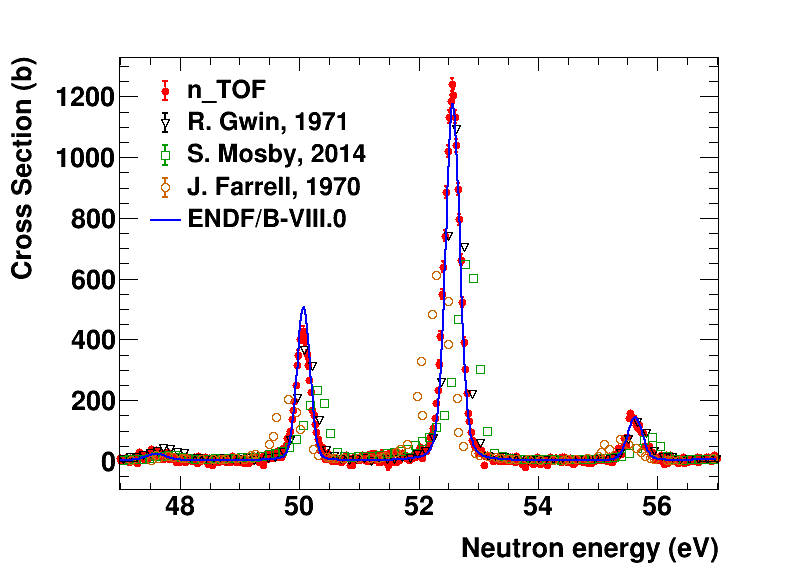 Cross Section (b)
1200
1000
800
600
400
200
0
n_TOF
R. Gwin, 1971
S. Mosby, 2014
J. Farrell, 1970
ENDF/B-VIII.0
48 50 52 54 56
Neutron energy (eV)